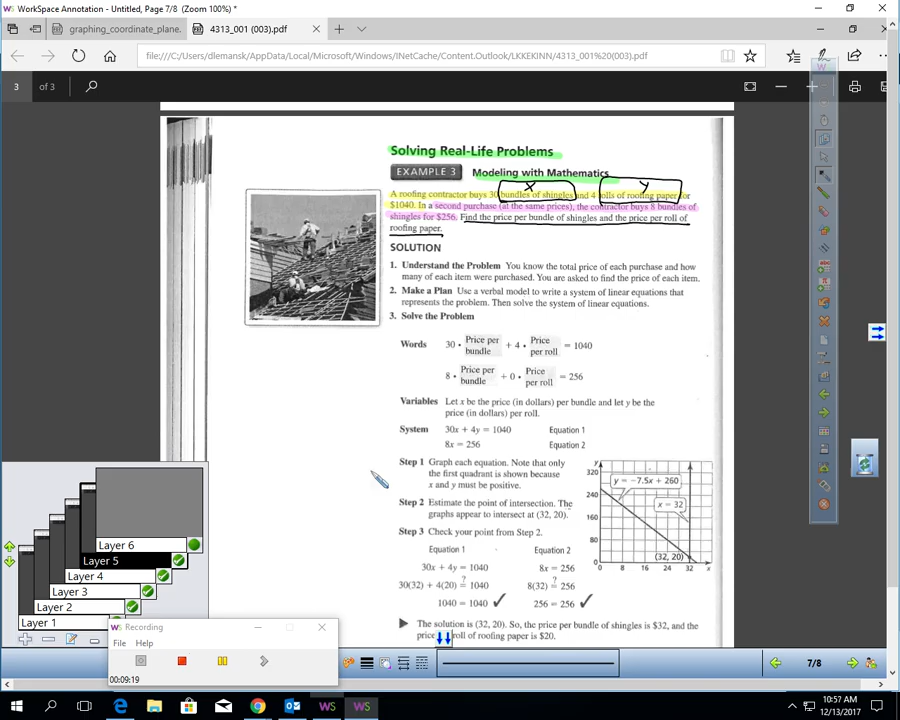 WorkSpace Annotation - Untitled, Page 7/8 (Zoom 100%) *
graphing_coordinate_plane.
4313_001 (003).pdf
file:///C:/Users/dlemansk/AppData/Local/Microsoft/Windows/INetCache/Content.Outlook/LKKEKINN/4313_001%20(003).pdf
3 of 3
Solving Real-Life Problems
EXAMPLE 3 Modeling with Mathematics
x y
A roofing contractor buys 30 bundles of shingles and 4 rolls of roofing paper for
$1040. In a second purchase (at the same prices), the contractor buys 8 bundles of
shingles for $256. Find the price per bundle of shingles and the price per roll of
roofing paper.
SOLUTION
1. Understand the Problem You know the total price of each purchase and how
many of each item were purchased. You are asked to find the price of each item.
2. Make a Plan Use a verbal model to write a system of linear equations that
represents the problem. Then solve the system of linear equations.
3. Solve the Problem
Words 30 • Price per bundle + 4 • Price per roll = 1040
8 • Price per bundle + 0 • Price per roll = 256
Variables Let x be the price (in dollars) per bundle and let y be the
price (in dollars) per roll.
System 30x + 4y = 1040 Equation 1
8x = 256 Equation 2
Step 1 Graph each equation. Note that only
the first quadrant is shown because
x and y must be positive.
Step 2 Estimate the point of intersection. The
graphs appear to intersect at (32, 20).
Step 3 Check your point from Step 2.
Equation 1 Equation 2
30x + 4y = 1040 8x = 256
30(32) + 4(20) ≟ 1040 8(32) ≟ 256
1040 = 1040 ✓ 256 = 256 ✓
The solution is (32, 20). So, the price per bundle of shingles is $32, and the
price roll of roofing paper is $20.
y
320
240
160
80
0
0 8 16 24 32 x
y = −7.5x + 260
x = 32
(32, 20)
Layer 6
Layer 5
Layer 4
Layer 3
Layer 2
Layer 1
WS Recording
File Help
00:09:19
7/8
10:57 AM
12/13/2017